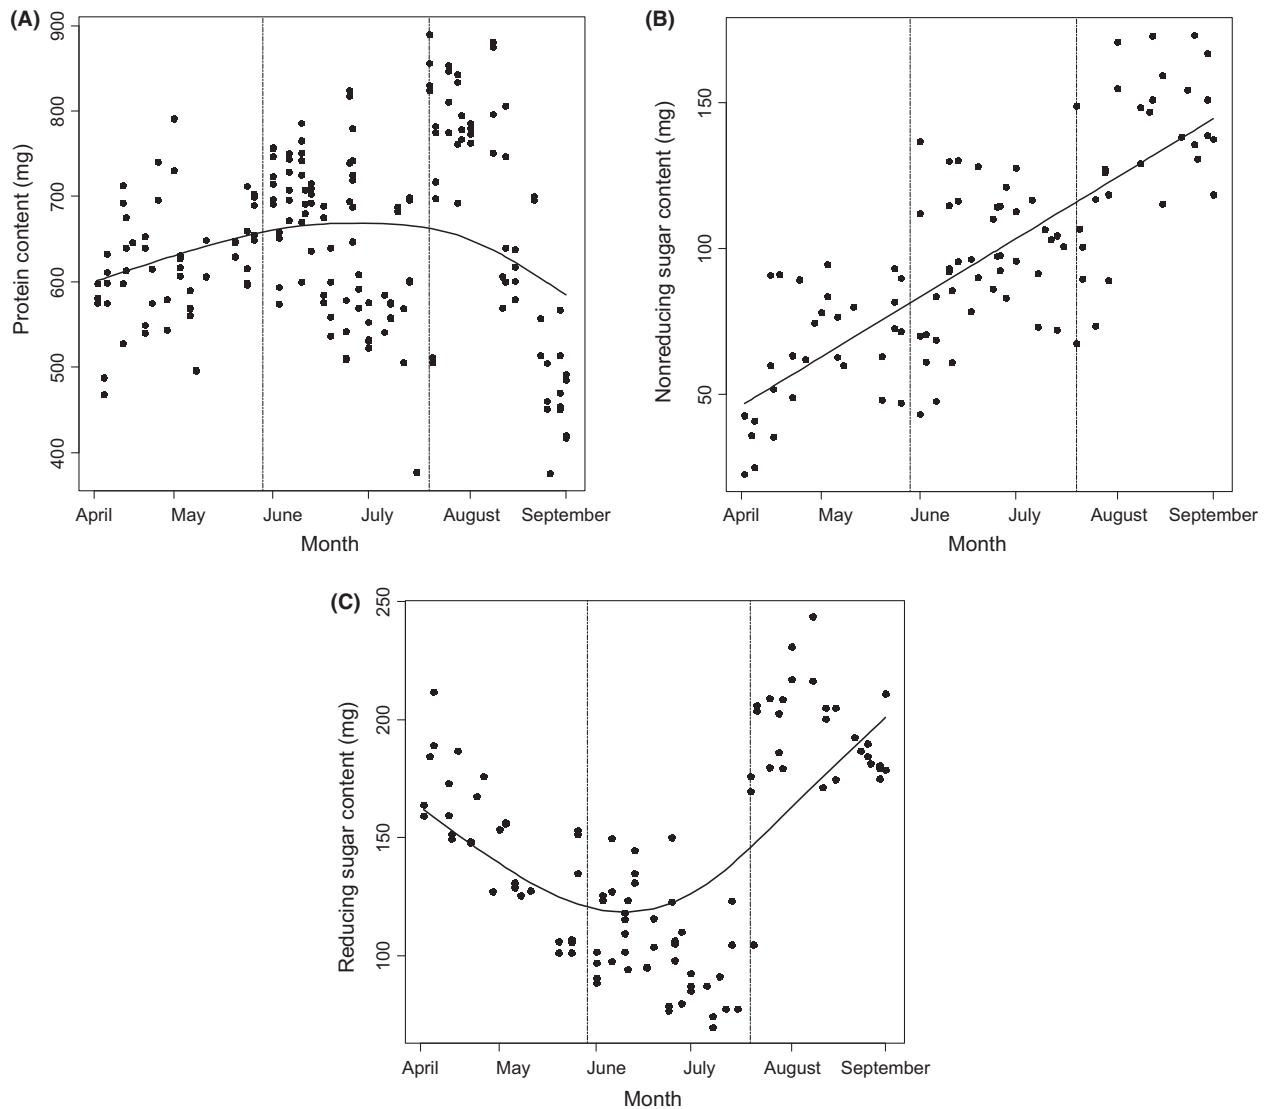 (A)
900
800
700
600
500
400
Protein content (mg)
April May June July August September
Month
(B)
150
100
50
Nonreducing sugar content (mg)
April May June July August September
Month
(C)
250
200
150
100
Reducing sugar content (mg)
April May June July August September
Month